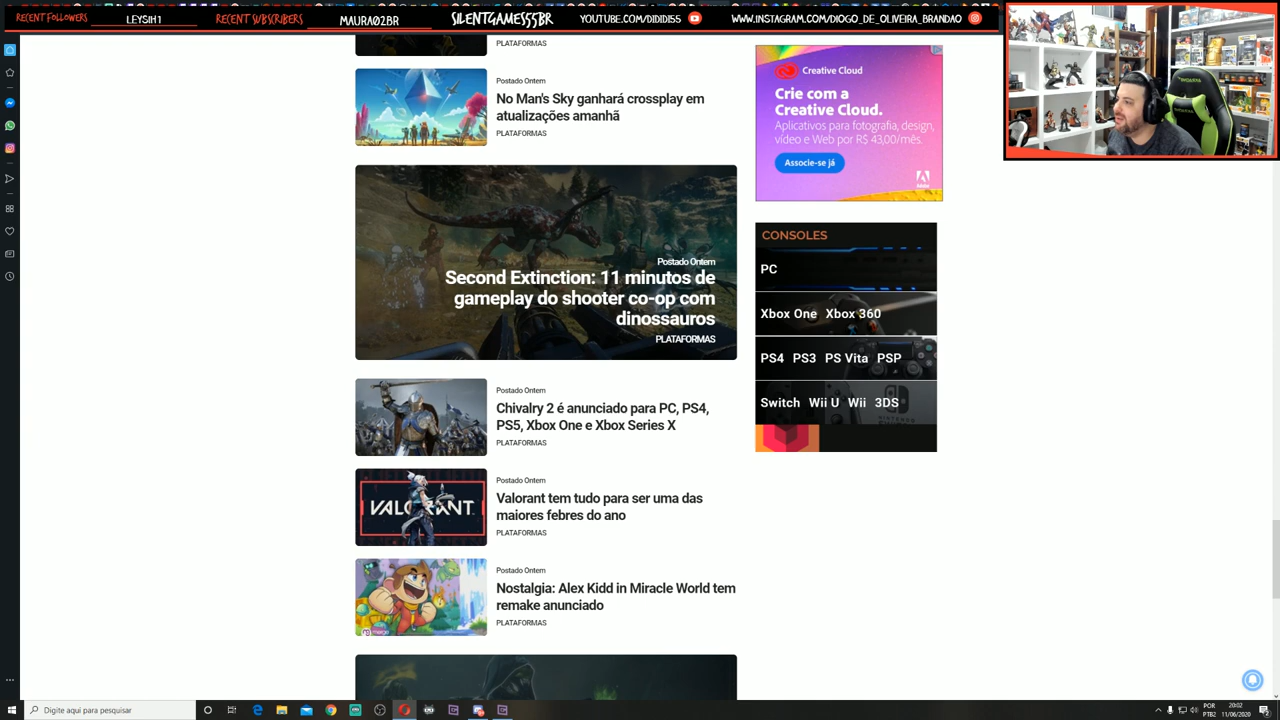 RECENT FOLLOWERS
LEYSIH1
RECENT SUBSCRIBERS
MAURA02BR
SILENTGAMES55BR
YOUTUBE.COM/DIDIDI55
WWW.INSTAGRAM.COM/DIOGO_DE_OLIVEIRA_BRANDAO
PLATAFORMAS
Postado Ontem
No Man's Sky ganhará crossplay em
atualizações amanhã
PLATAFORMAS
Postado Ontem
Second Extinction: 11 minutos de
gameplay do shooter co-op com
dinossauros
PLATAFORMAS
Postado Ontem
Chivalry 2 é anunciado para PC, PS4,
PS5, Xbox One e Xbox Series X
PLATAFORMAS
VALORANT
Postado Ontem
Valorant tem tudo para ser uma das
maiores febres do ano
PLATAFORMAS
Postado Ontem
Nostalgia: Alex Kidd in Miracle World tem
remake anunciado
PLATAFORMAS
Creative Cloud
Crie com a
Creative Cloud.
Aplicativos para fotografia, design,
vídeo e Web por R$ 43,00/mês.
Associe-se já
Adobe
CONSOLES
PC
Xbox One Xbox 360
PS4 PS3 PS Vita PSP
Switch Wii U Wii 3DS
Digite aqui para pesquisar
POR
PTB2
20:02
11/06/2020